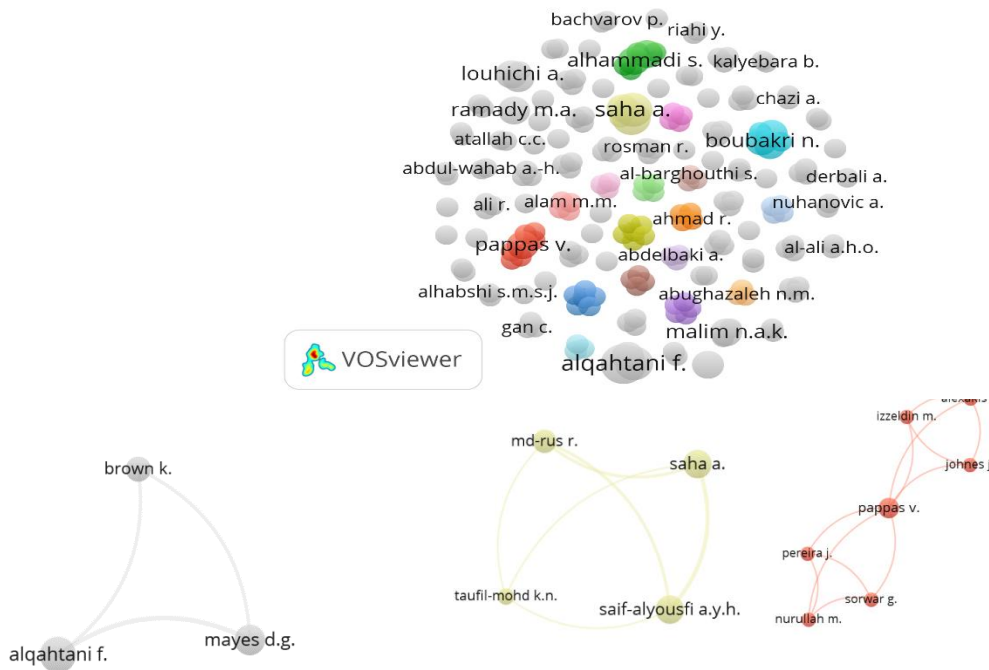 bachvarov p.
riahi y.
alhammadi s.
kalyebara b.
louhichi a.
chazi a.
ramady m.a.
saha a.
atallah c.c.
rosman r.
boubakri n.
abdul-wahab a.-h.
al-barghouthi s.
derbali a.
ali r.
alam m.m.
ahmad r.
nuhanovic a.
pappas v.
abdelbaki a.
al-ali a.h.o.
alhabshi s.m.s.j.
abughazaleh n.m.
gan c.
malim n.a.k.
VOSviewer
alqahtani f.
brown k.
alqahtani f.
mayes d.g.
md-rus r.
saha a.
taufil-mohd k.n.
saif-alyousfi a.y.h.
izzeldin m.
johnes j
pappas v.
pereira j.
sorwar g.
nurullah m.